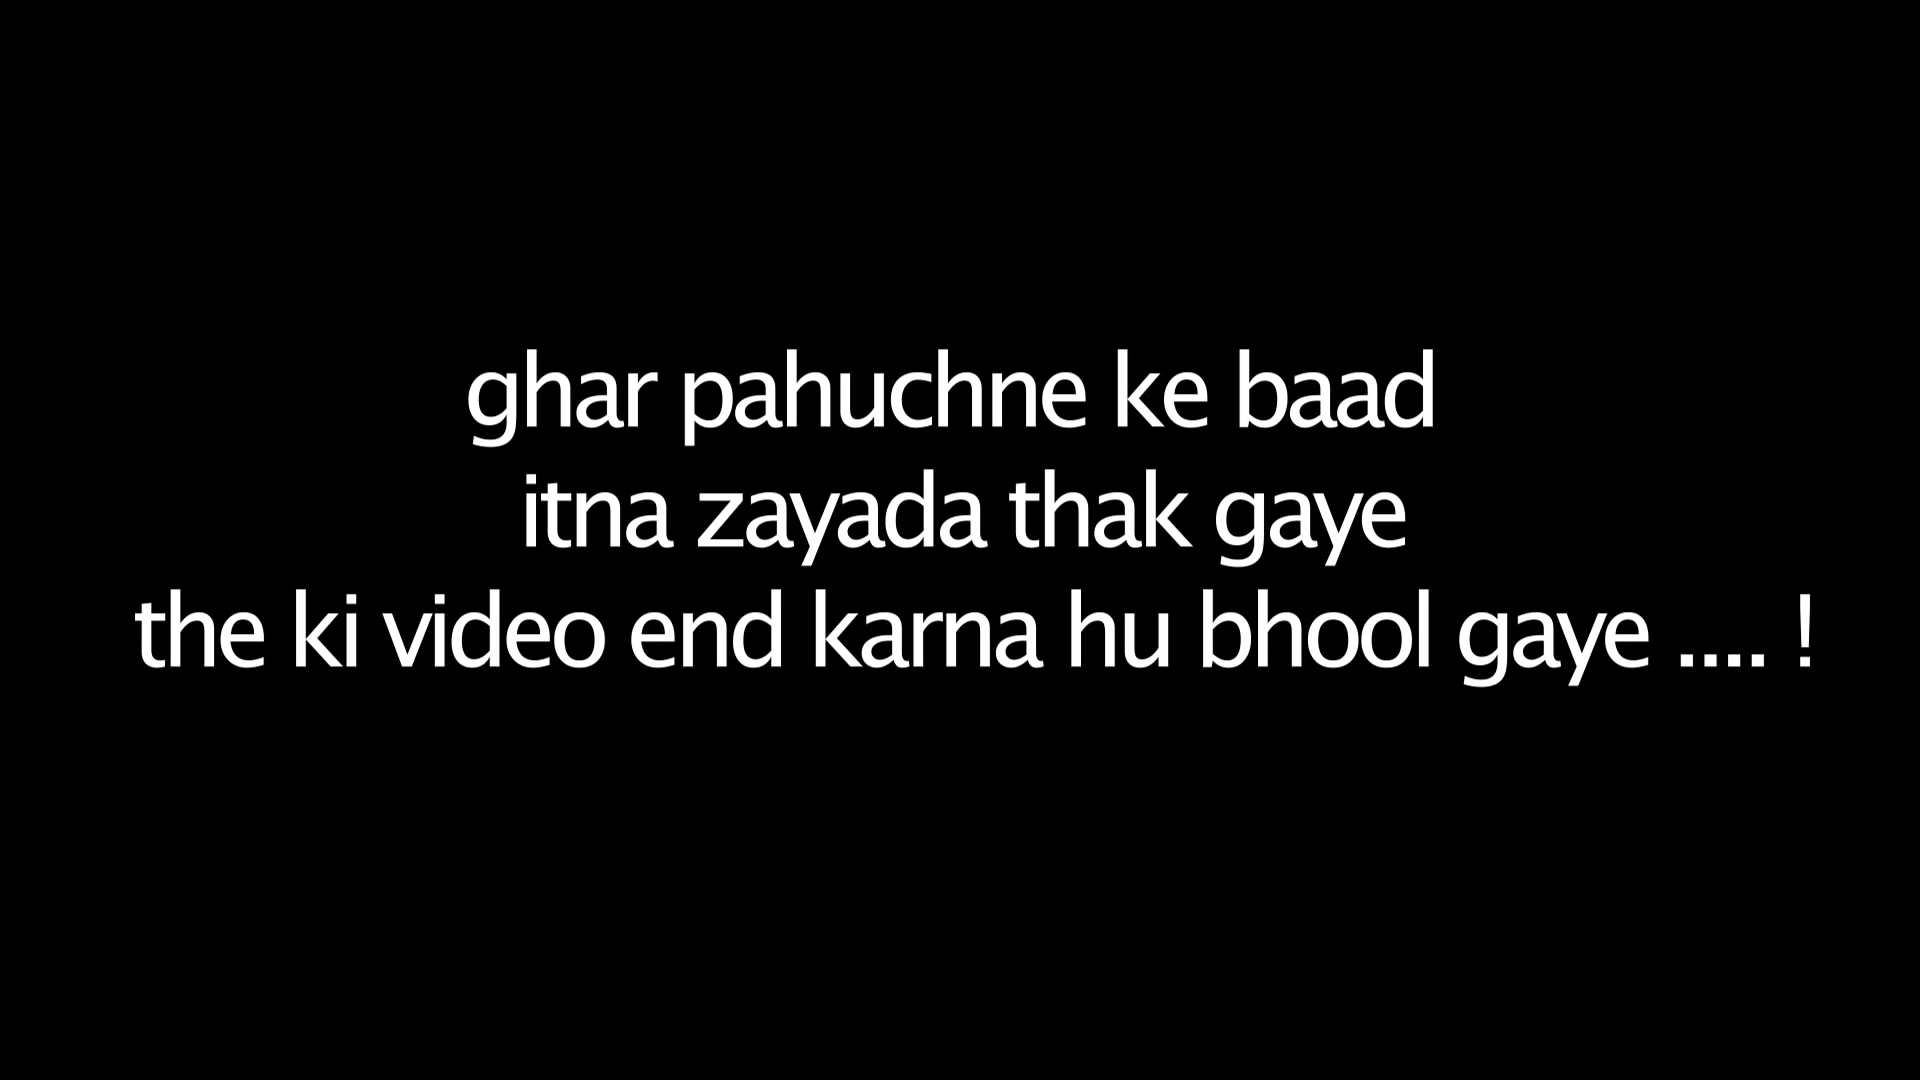 ghar pahuchne ke baad
itna zayada thak gaye
the ki video end karna hu bhool gaye .... !